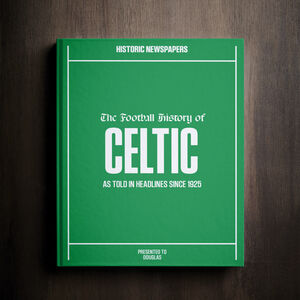 HISTORIC NEWSPAPERS
The Football History of
CELTIC
AS TOLD IN HEADLINES SINCE 1925
PRESENTED TO
DOUGLAS